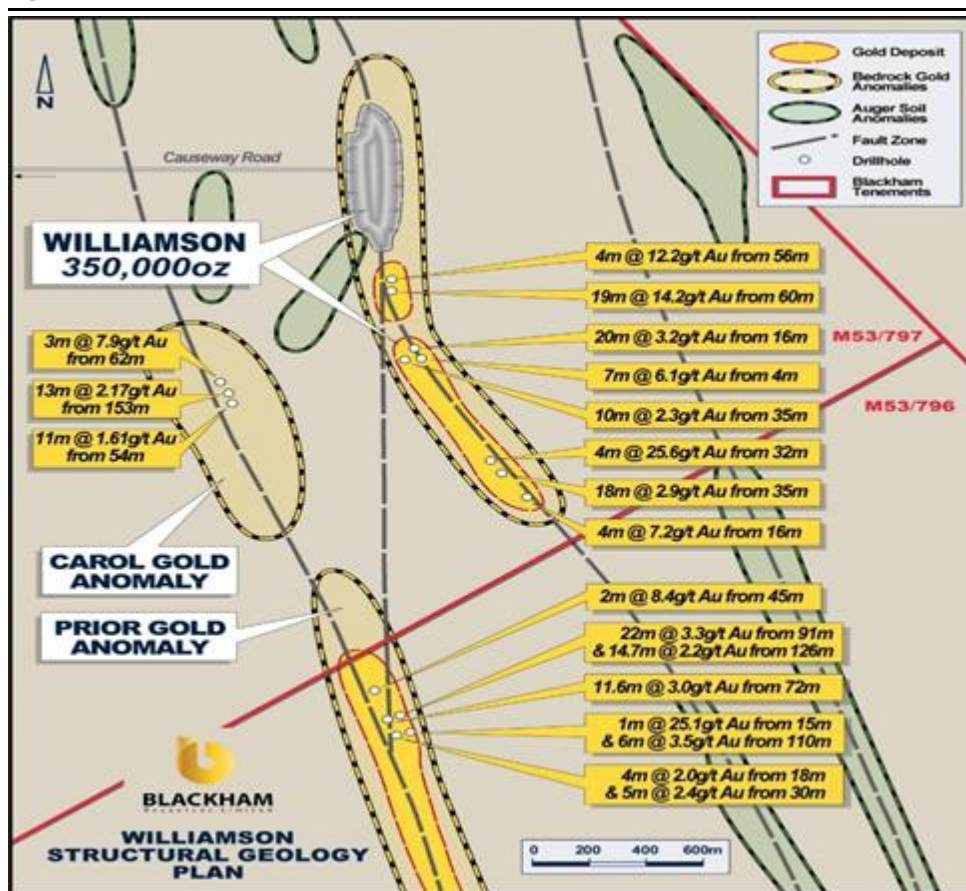 N
Causeway Road
Gold Deposit
Bedrock Gold
Anomalies
Auger Soil
Anomalies
Fault Zone
Drillhole
Blackham
Tenements
WILLIAMSON
350,000oz
4m @ 12.2g/t Au from 56m
19m @ 14.2g/t Au from 60m
20m @ 3.2g/t Au from 16m
7m @ 6.1g/t Au from 4m
10m @ 2.3g/t Au from 35m
4m @ 25.6g/t Au from 32m
18m @ 2.9g/t Au from 35m
4m @ 7.2g/t Au from 16m
M53/797
M53/796
3m @ 7.9g/t Au
from 62m
13m @ 2.17g/t Au
from 153m
11m @ 1.61g/t Au
from 54m
CAROL GOLD
ANOMALY
PRIOR GOLD
ANOMALY
2m @ 8.4g/t Au from 45m
22m @ 3.3g/t Au from 91m
& 14.7m @ 2.2g/t Au from 126m
11.6m @ 3.0g/t Au from 72m
1m @ 25.1g/t Au from 15m
& 6m @ 3.5g/t Au from 110m
4m @ 2.0g/t Au from 18m
& 5m @ 2.4g/t Au from 30m
BLACKHAM
Resources Limited
WILLIAMSON
STRUCTURAL GEOLOGY
PLAN
0 200 400 600m